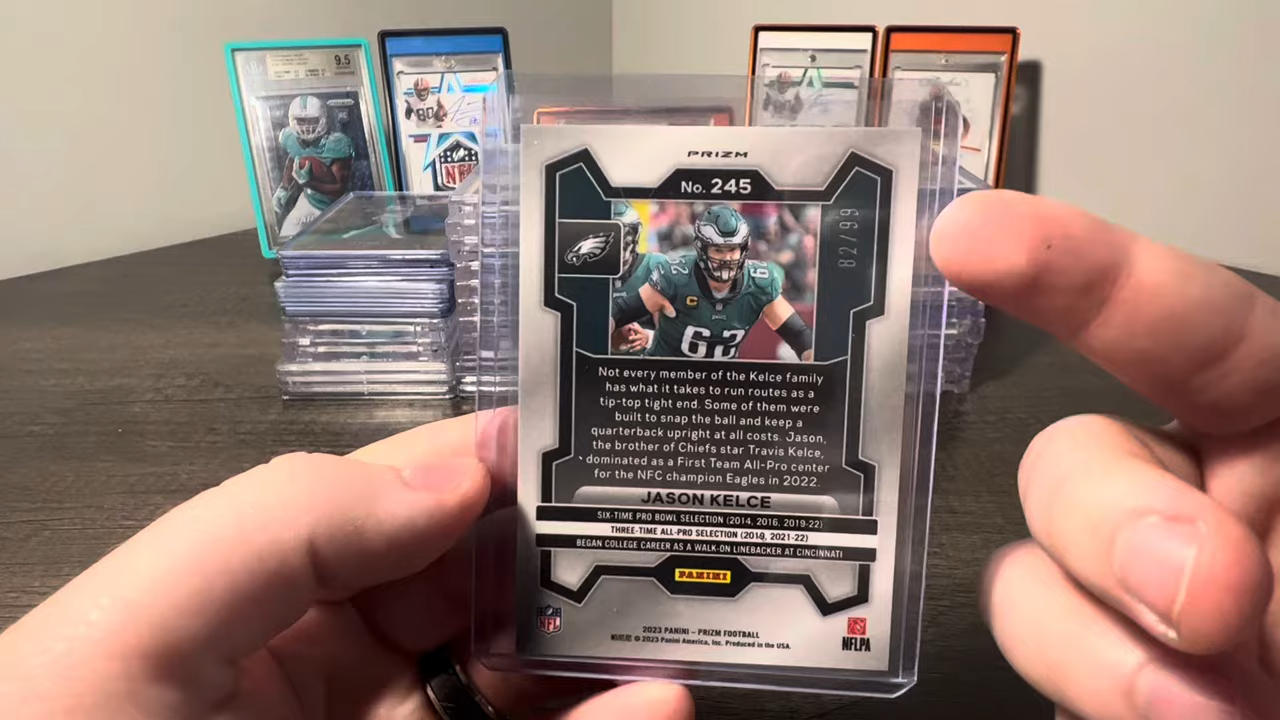 9.5
80
NFL
PRIZM
No. 245
82/99
62
62
C
62
Not every member of the Kelce family
has what it takes to run routes as a
tip-top tight end. Some of them were
built to snap the ball and keep a
quarterback upright at all costs. Jason,
the brother of Chiefs star Travis Kelce,
dominated as a First Team All-Pro center
for the NFC champion Eagles in 2022.
JASON KELCE
SIX-TIME PRO BOWL SELECTION (2014, 2016, 2019-22)
THREE-TIME ALL-PRO SELECTION (2019, 2021-22)
BEGAN COLLEGE CAREER AS A WALK-ON LINEBACKER AT CINCINNATI
PANINI
NFL
2023 PANINI – PRIZM FOOTBALL
© 2023 Panini America, Inc. Produced in the USA.
NFLPA